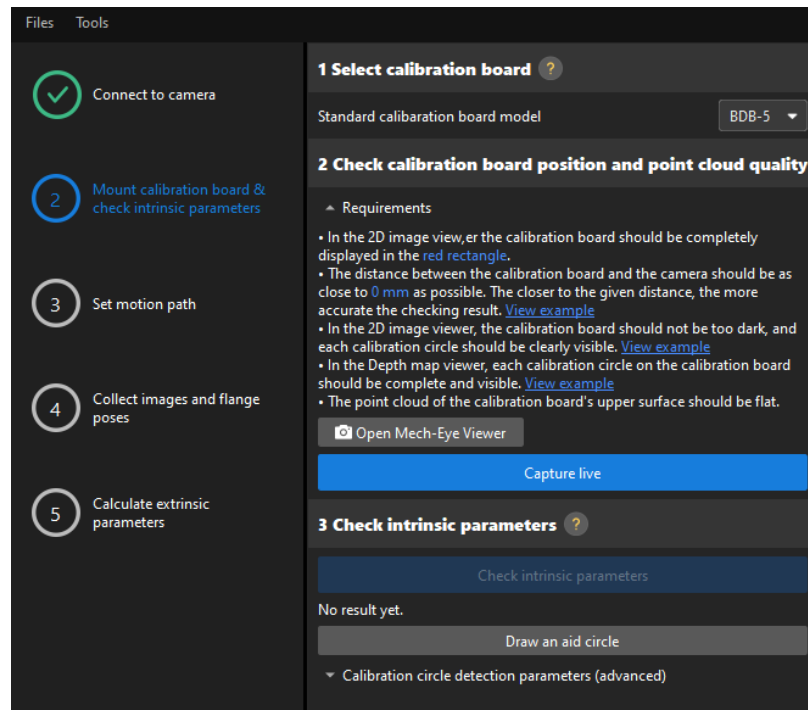 Files Tools
Connect to camera
2
Mount calibration board &
check intrinsic parameters
3
Set motion path
4
Collect images and flange
poses
5
Calculate extrinsic
parameters
1 Select calibration board ?
Standard calibaration board model
BDB-5
2 Check calibration board position and point cloud quality
Requirements
• In the 2D image view,er the calibration board should be completely
displayed in the red rectangle.
• The distance between the calibration board and the camera should be as
close to 0 mm as possible. The closer to the given distance, the more
accurate the checking result. View example
• In the 2D image viewer, the calibration board should not be too dark, and
each calibration circle should be clearly visible. View example
• In the Depth map viewer, each calibration circle on the calibration board
should be complete and visible. View example
• The point cloud of the calibration board's upper surface should be flat.
Open Mech-Eye Viewer
Capture live
3 Check intrinsic parameters ?
Check intrinsic parameters
No result yet.
Draw an aid circle
Calibration circle detection parameters (advanced)